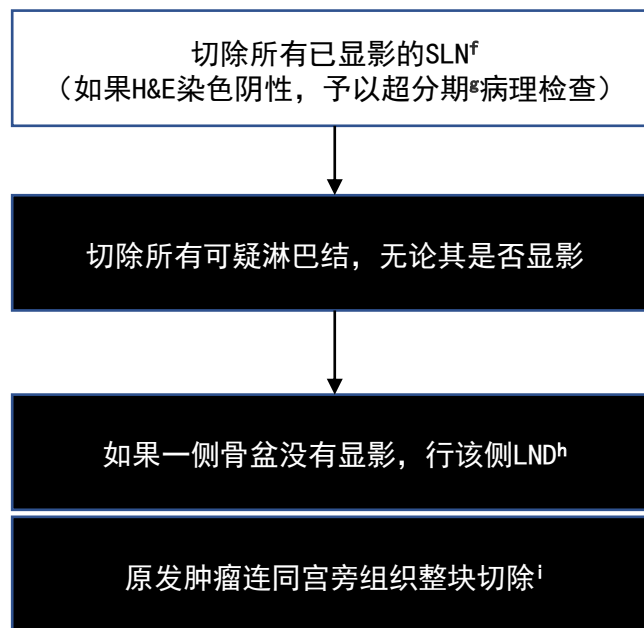 切除所有已显影的SLNᶠ
（如果H&E染色阴性，予以超分期ᵍ病理检查）
切除所有可疑淋巴结，无论其是否显影
如果一侧骨盆没有显影，行该侧LNDʰ
原发肿瘤连同宫旁组织整块切除ⁱ